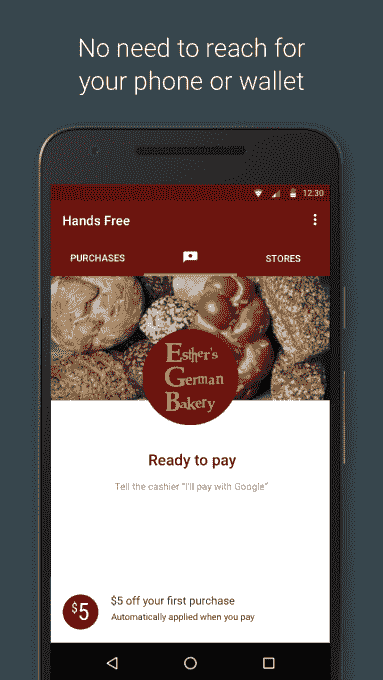 No need to reach for
your phone or wallet
12:30
Hands Free
PURCHASES
STORES
Esther's
German
Bakery
Ready to pay
Tell the cashier "I'll pay with Google"
$5
$5 off your first purchase
Automatically applied when you pay